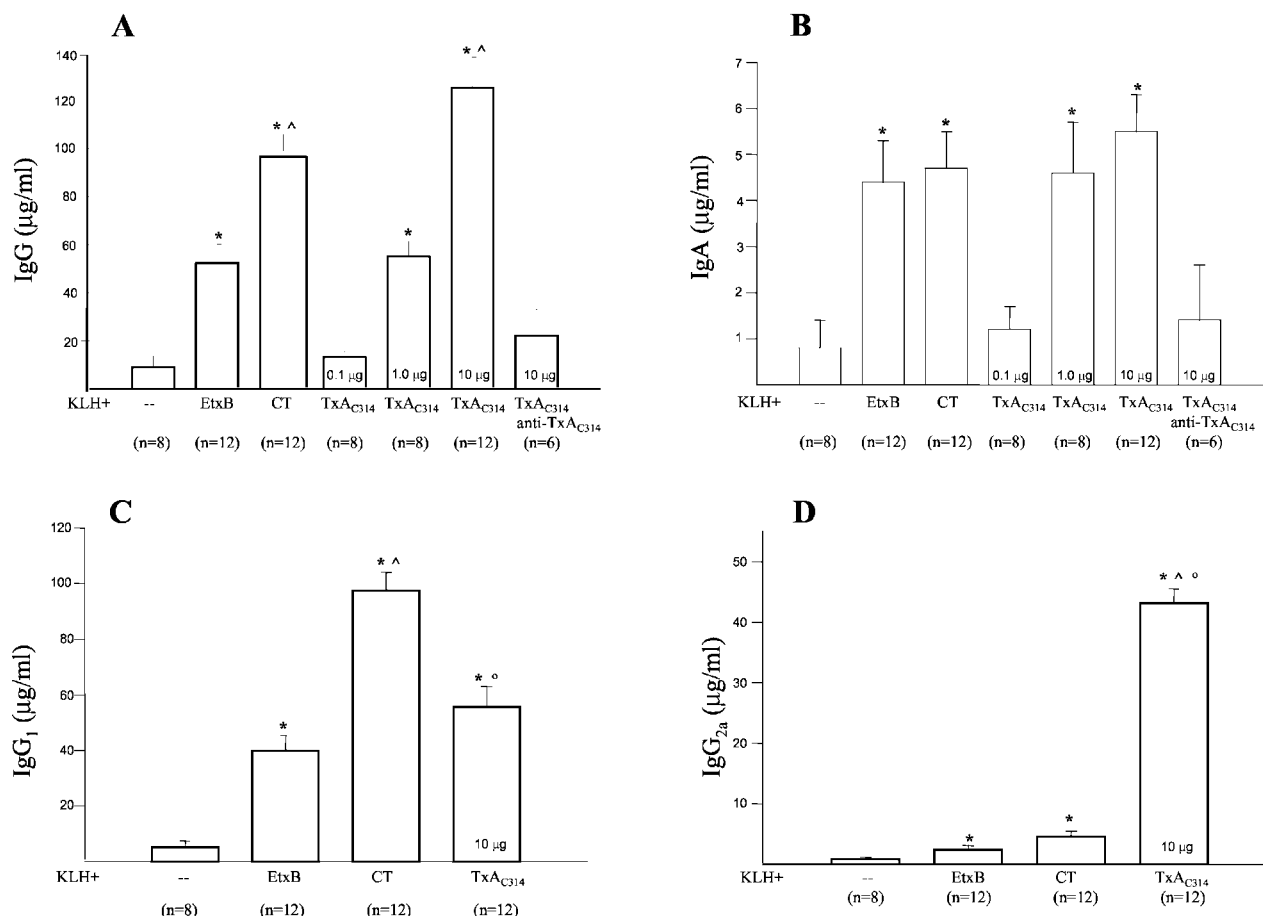 A
IgG (µg/ml)
140
120
100
80
60
40
20
* ^
*
* ^
*
0.1 µg
1.0 µg
10 µg
10 µg
KLH+ -- EtxB CT TxAC314 TxAC314 TxAC314 TxAC314
anti-TxAC314
(n=8) (n=12) (n=12) (n=8) (n=8) (n=12) (n=6)
B
IgA (µg/ml)
7
6
5
4
3
2
1
* * * *
0.1 µg 1.0 µg 10 µg 10 µg
KLH+ -- EtxB CT TxAC314 TxAC314 TxAC314 TxAC314
anti-TxAC314
(n=8) (n=12) (n=12) (n=8) (n=8) (n=12) (n=6)
C
IgG1 (µg/ml)
120
100
80
60
40
20
* ^
* °
*
10 µg
KLH+ -- EtxB CT TxAC314
(n=8) (n=12) (n=12) (n=12)
D
IgG2a (µg/ml)
50
40
30
20
10
* ^ °
* *
10 µg
KLH+ -- EtxB CT TxAC314
(n=8) (n=12) (n=12) (n=12)